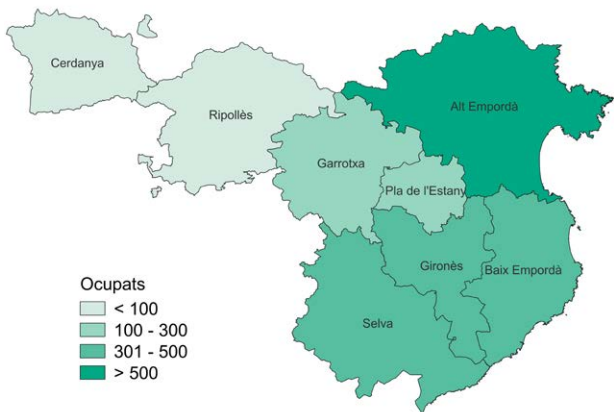 Cerdanya
Ripollès
Alt Empordà
Garrotxa
Pla de l'Estany
Gironès
Baix Empordà
Selva
Ocupats
< 100
100 - 300
301 - 500
> 500